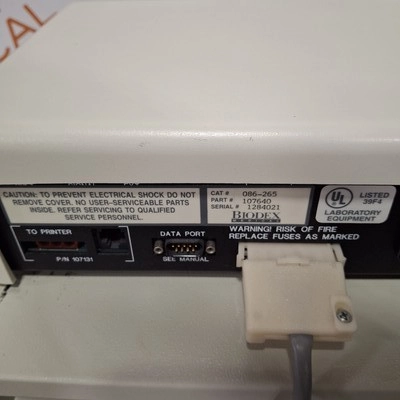 CAL
CAUTION: TO PREVENT ELECTRICAL SHOCK DO NOT
REMOVE COVER. NO USER-SERVICEABLE PARTS
INSIDE, REFER SERVICING TO QUALIFIED
SERVICE PERSONNEL.
CAT # 086-265
PART # 107640
SERIAL # 1284021
BIODEX
MEDICAL
UL
LISTED
39F4
LABORATORY
EQUIPMENT
TO PRINTER
P/N 107131
DATA PORT
SEE MANUAL
WARNING! RISK OF FIRE
REPLACE FUSES AS MARKED